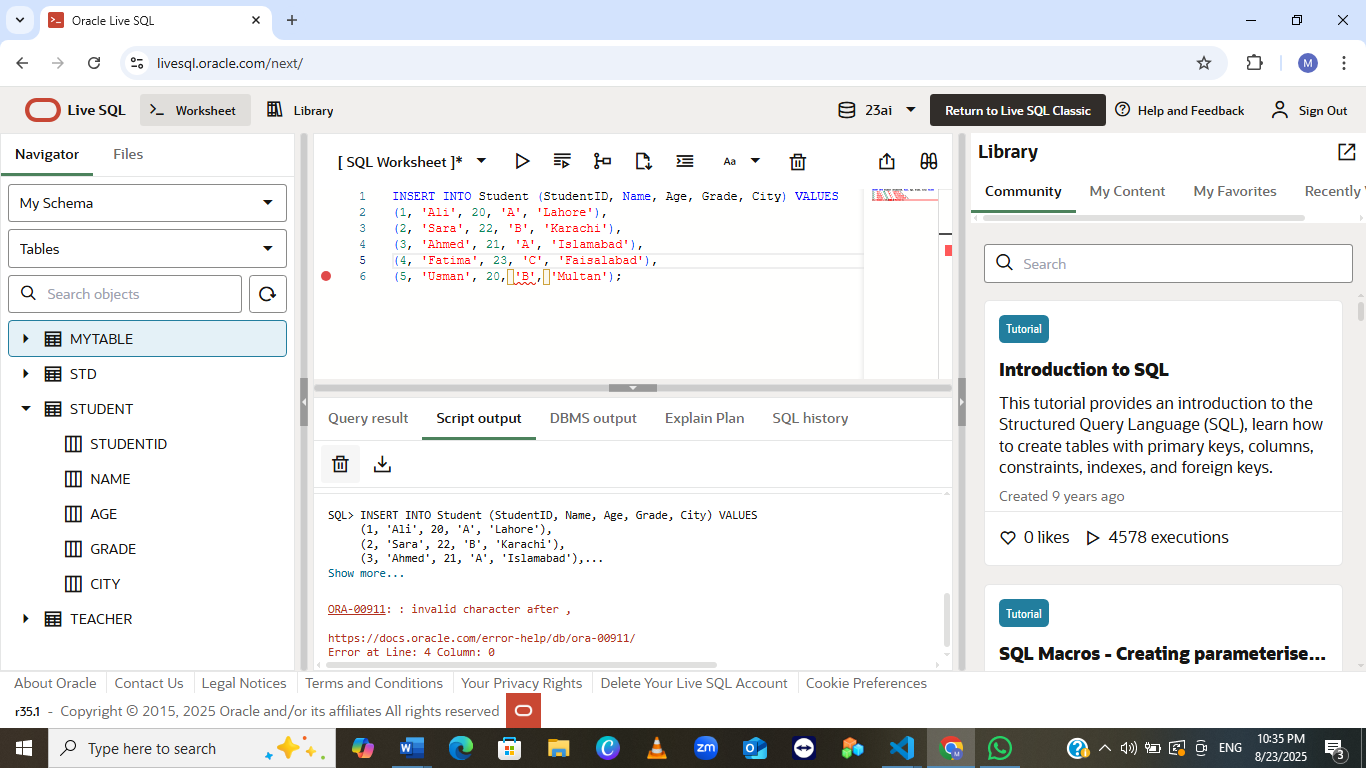 Oracle Live SQL
livesql.oracle.com/next/
M
Live SQL
Worksheet
Library
23ai
Return to Live SQL Classic
Help and Feedback
Sign Out
Navigator
Files
My Schema
Tables
Search objects
MYTABLE
STD
STUDENT
STUDENTID
NAME
AGE
GRADE
CITY
TEACHER
[ SQL Worksheet ]*
Aa
1 INSERT INTO Student (StudentID, Name, Age, Grade, City) VALUES
2 (1, 'Ali', 20, 'A', 'Lahore'),
3 (2, 'Sara', 22, 'B', 'Karachi'),
4 (3, 'Ahmed', 21, 'A', 'Islamabad'),
5 (4, 'Fatima', 23, 'C', 'Faisalabad'),
6 (5, 'Usman', 20, 'B', 'Multan');
Query result
Script output
DBMS output
Explain Plan
SQL history
SQL> INSERT INTO Student (StudentID, Name, Age, Grade, City) VALUES
(1, 'Ali', 20, 'A', 'Lahore'),
(2, 'Sara', 22, 'B', 'Karachi'),
(3, 'Ahmed', 21, 'A', 'Islamabad'),...
Show more...
ORA-00911: : invalid character after ,
https://docs.oracle.com/error-help/db/ora-00911/
Error at Line: 4 Column: 0
Library
Community
My Content
My Favorites
Recently
Search
Tutorial
Introduction to SQL
This tutorial provides an introduction to the
Structured Query Language (SQL), learn how
to create tables with primary keys, columns,
constraints, indexes, and foreign keys.
Created 9 years ago
0 likes
4578 executions
Tutorial
SQL Macros - Creating parameterise...
About Oracle
Contact Us
Legal Notices
Terms and Conditions
Your Privacy Rights
Delete Your Live SQL Account
Cookie Preferences
r35.1 - Copyright © 2015, 2025 Oracle and/or its affiliates All rights reserved
Type here to search
zm
ENG
10:35 PM
8/23/2025
3